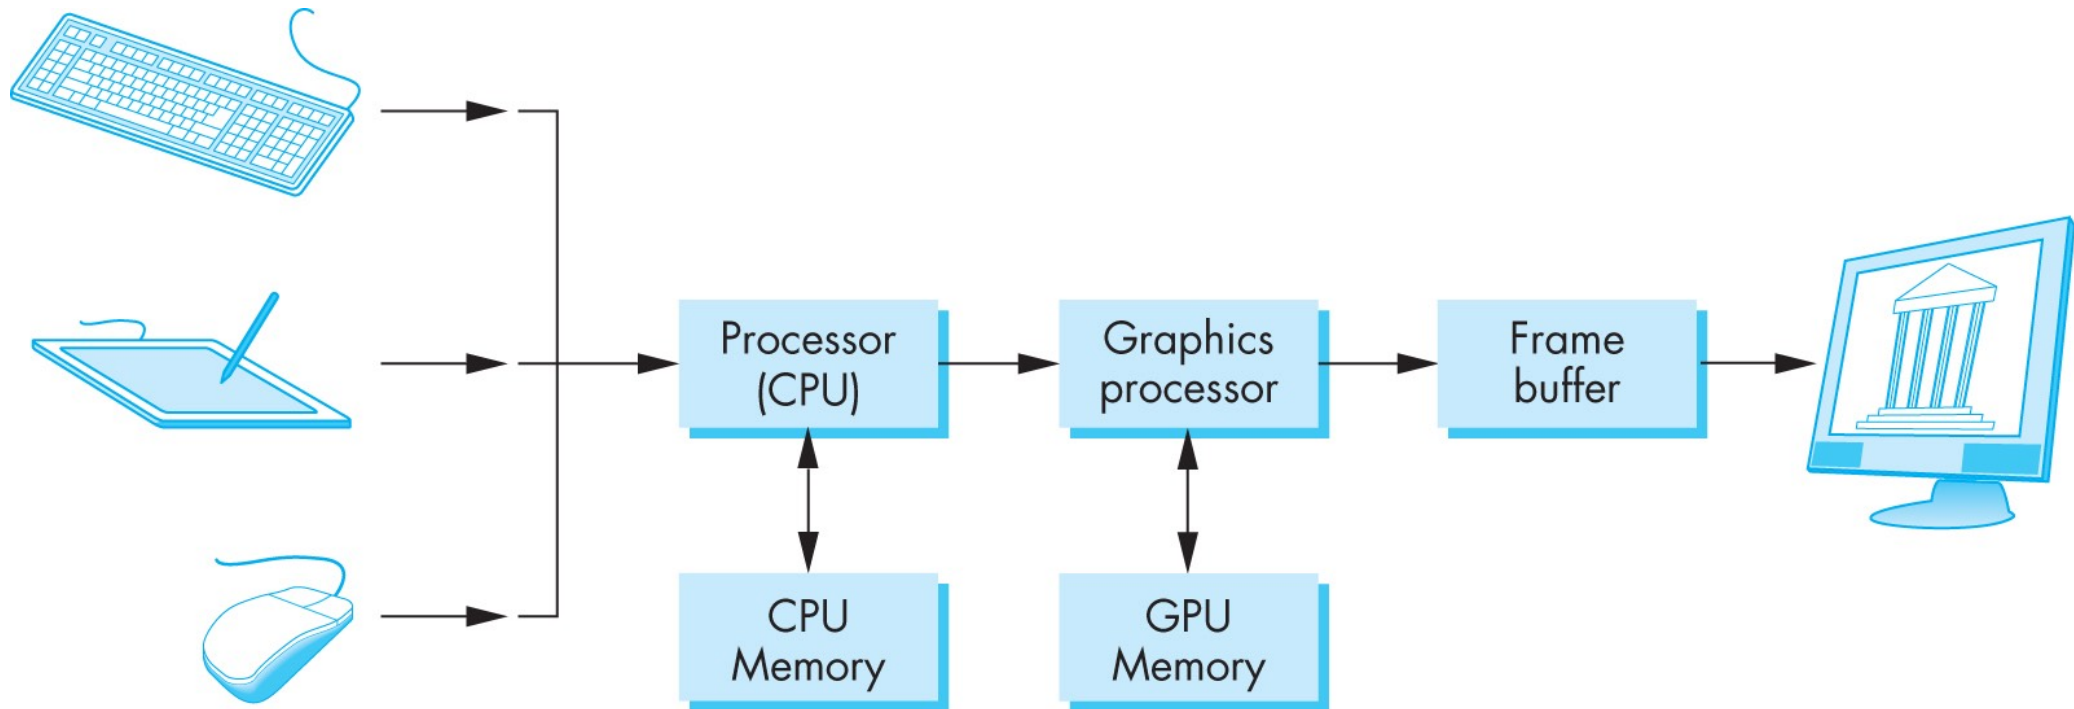 Processor
(CPU)
Graphics
processor
Frame
buffer
CPU
Memory
GPU
Memory